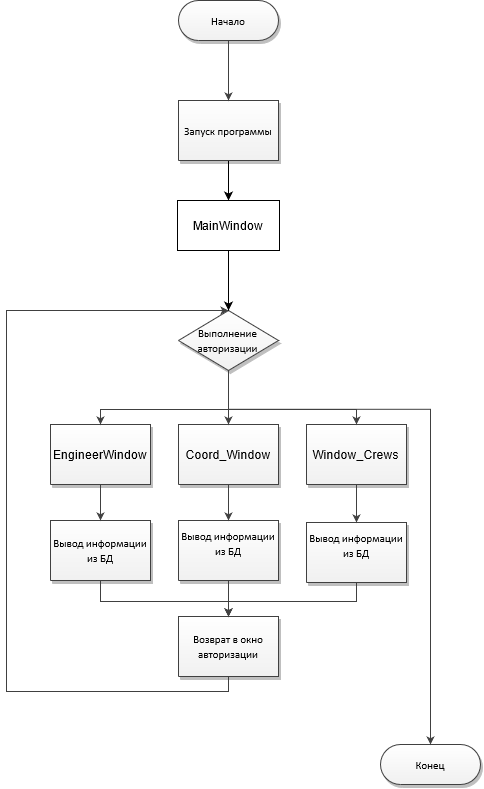 Начало
Запуск программы
MainWindow
Выполнение
авторизации
EngineerWindow
Coord_Window
Window_Crews
Вывод информации
из БД
Вывод информации
из БД
Вывод информации
из БД
Возврат в окно
авторизации
Конец